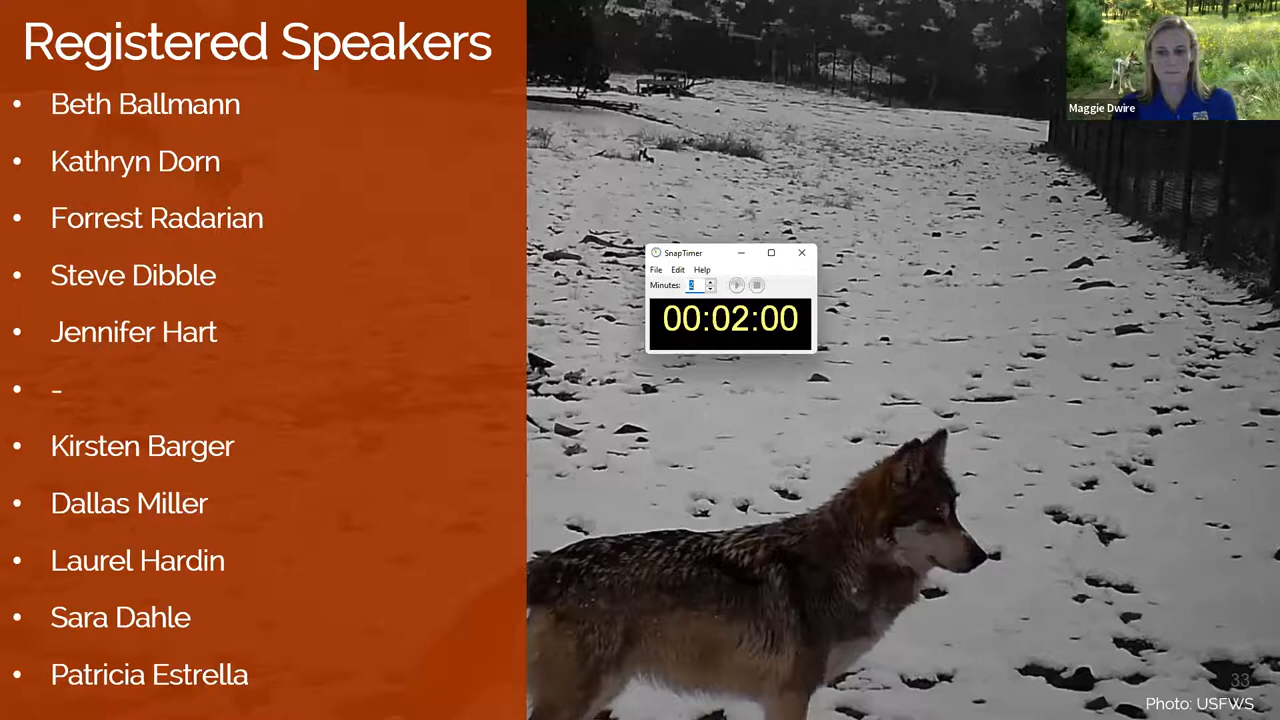 Registered Speakers
• Beth Ballmann
• Kathryn Dorn
• Forrest Radarian
• Steve Dibble
• Jennifer Hart
• -
• Kirsten Barger
• Dallas Miller
• Laurel Hardin
• Sara Dahle
• Patricia Estrella
Maggie Dwire
SnapTimer
File Edit Help
Minutes: 2
00:02:00
33
Photo: USFWS